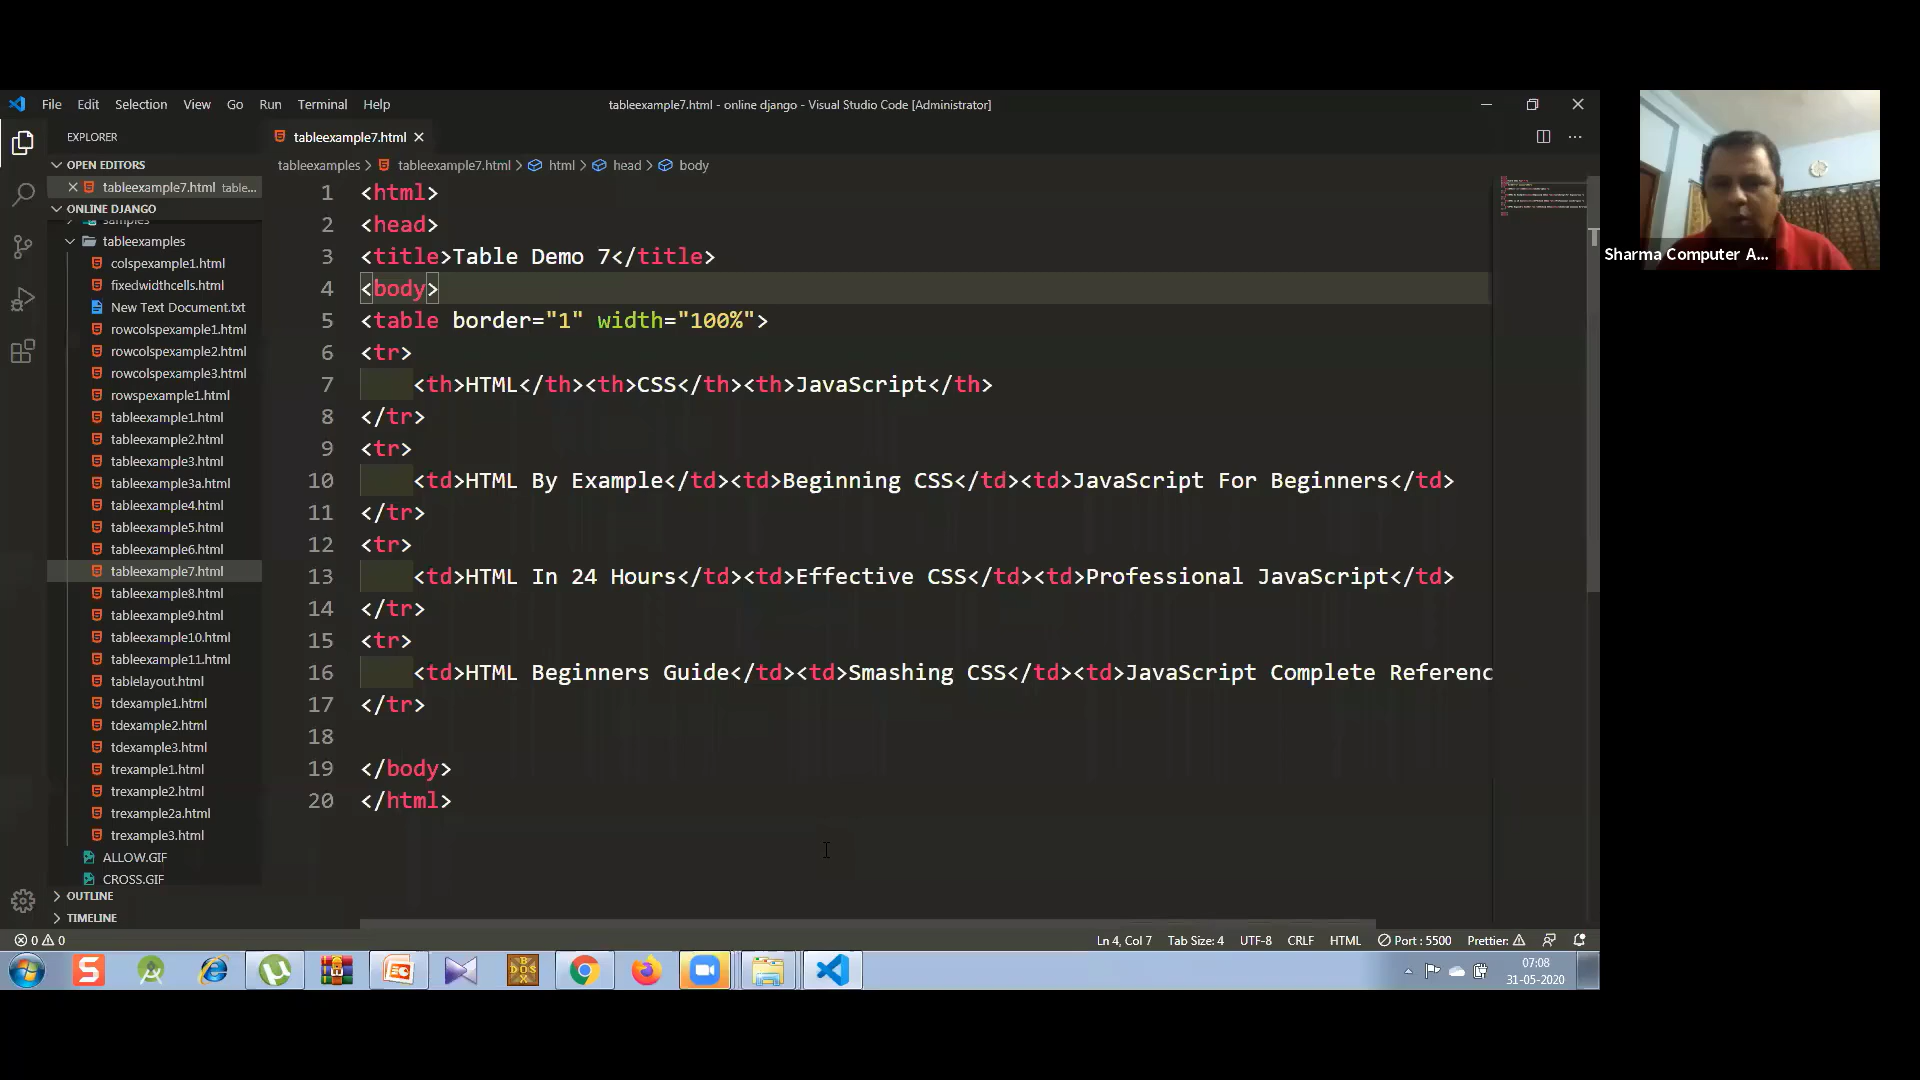 File Edit Selection View Go Run Terminal Help
tableexample7.html - online django - Visual Studio Code [Administrator]
EXPLORER
OPEN EDITORS
tableexample7.html table...
ONLINE DJANGO
samples
tableexamples
colspexample1.html
fixedwidthcells.html
New Text Document.txt
rowcolspexample1.html
rowcolspexample2.html
rowcolspexample3.html
rowspexample1.html
tableexample1.html
tableexample2.html
tableexample3.html
tableexample3a.html
tableexample4.html
tableexample5.html
tableexample6.html
tableexample7.html
tableexample8.html
tableexample9.html
tableexample10.html
tableexample11.html
tablelayout.html
tdexample1.html
tdexample2.html
tdexample3.html
trexample1.html
trexample2.html
trexample2a.html
trexample3.html
ALLOW.GIF
CROSS.GIF
OUTLINE
TIMELINE
tableexample7.html
tableexamples > tableexample7.html > html > head > body
1 <html>
2 <head>
3 <title>Table Demo 7</title>
4 <body>
5 <table border="1" width="100%">
6 <tr>
7 <th>HTML</th><th>CSS</th><th>JavaScript</th>
8 </tr>
9 <tr>
10 <td>HTML By Example</td><td>Beginning CSS</td><td>JavaScript For Beginners</td>
11 </tr>
12 <tr>
13 <td>HTML In 24 Hours</td><td>Effective CSS</td><td>Professional JavaScript</td>
14 </tr>
15 <tr>
16 <td>HTML Beginners Guide</td><td>Smashing CSS</td><td>JavaScript Complete Referenc
17 </tr>
18
19 </body>
20 </html>
Sharma Computer A...
0 0
Ln 4, Col 7 Tab Size: 4 UTF-8 CRLF HTML Port : 5500 Prettier:
S
B
DOS
X
07:08
31-05-2020